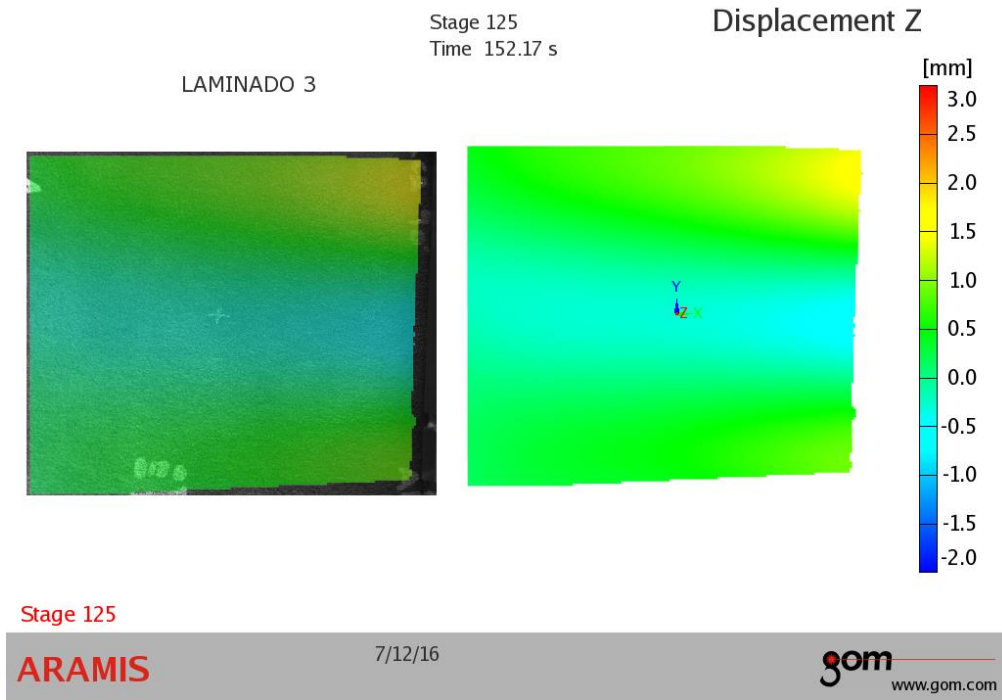 Stage 125
Time 152.17 s
Displacement Z
LAMINADO 3
[mm]
3.0
2.5
2.0
1.5
1.0
0.5
0.0
-0.5
-1.0
-1.5
-2.0
Y
Z X
Stage 125
ARAMIS
7/12/16
gom
www.gom.com